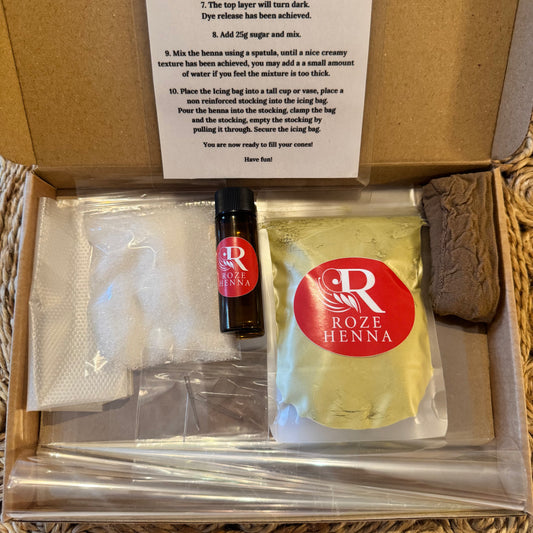 7. The top layer will turn dark.
Dye release has been achieved.
8. Add 25g sugar and mix.
9. Mix the henna using a spatula, until a nice creamy
texture has been achieved, you may add a a small amount
of water if you feel the mixture is too thick.
10. Place the Icing bag into a tall cup or vase, place a
non reinforced stocking into the icing bag.
Pour the henna into the stocking, clamp the bag
and the stocking, empty the stocking by
pulling it through. Secure the icing bag.
You are now ready to fill your cones!
Have fun!
R
ROZE
HENNA
R
ROZE
HENNA